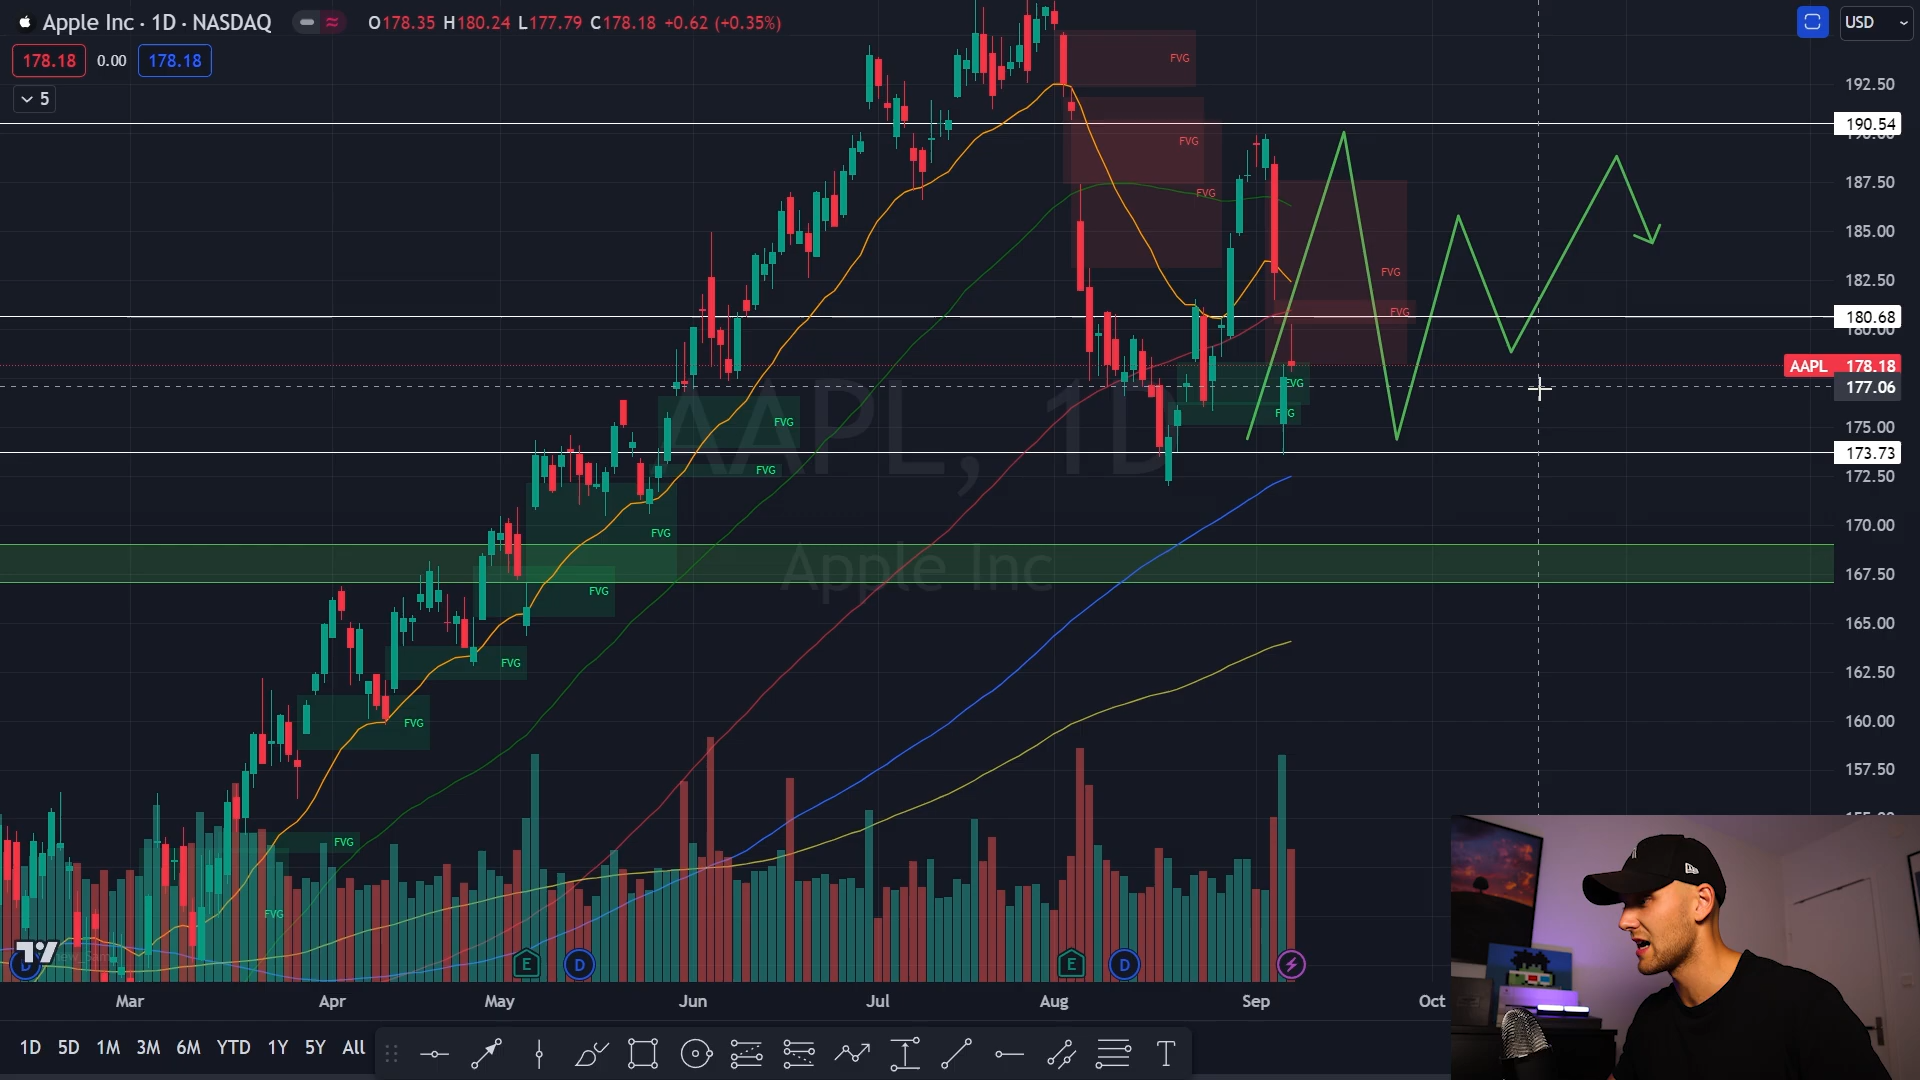 Apple Inc · 1D · NASDAQ
O178.35 H180.24 L177.79 C178.18 +0.62 (+0.35%)
USD
178.18 0.00 178.18
5
FVG
192.50
190.54
FVG
187.50
FVG
185.00
182.50
FVG
FVG
180.68
180.00
AAPL 178.18
177.06
FVG
FVG
FVG
175.00
AAPL, 1D
173.73
FVG
172.50
170.00
FVG
Apple Inc
167.50
FVG
165.00
FVG
162.50
160.00
FVG
157.50
FVG
FVG
D E D E D
Mar Apr May Jun Jul Aug Sep Oct
1D 5D 1M 3M 6M YTD 1Y 5Y All T